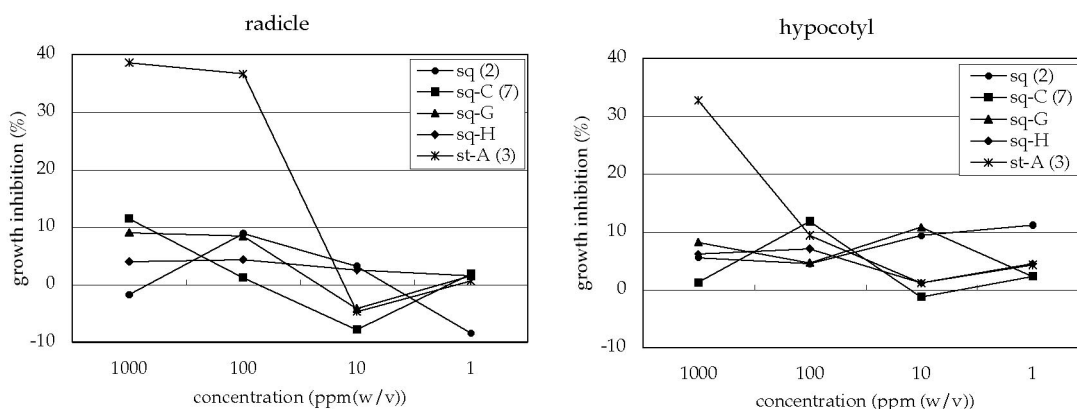 radicle
growth inhibition (%)
40
30
20
10
0
-10
sq (2)
sq-C (7)
sq-G
sq-H
st-A (3)
1000 100 10 1
concentration (ppm(w/v))
hypocotyl
growth inhibition (%)
40
30
20
10
0
-10
sq (2)
sq-C (7)
sq-G
sq-H
st-A (3)
1000 100 10 1
concentration (ppm (w/v)